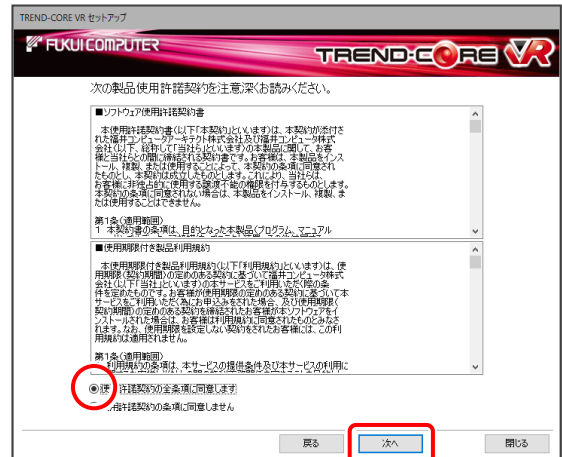 TREND-CORE VR セットアップ
FUKUI COMPUTER
TREND-CORE VR
次の製品使用許諾契約を注意深くお読みください。
■ソフトウェア使用許諾契約書
本使用許諾契約書(以下「本契約」といいます)は、本契約が添付さ
れた福井コンピュータアーキテクト株式会社及び福井コンピュータ株式
会社(以下、総称して「当社」といいます)の本製品に関して、お客
様と当社との間に締結される契約書です。お客様は、本製品をインス
トール、複製、または使用することによって、本契約の条項に同意され
たものとし、本契約は成立したものとします。これにより、当社は、
お客様に非独占的に使用する譲渡不能の権限を付与するものとします。
本契約の条項に同意されない場合は、本製品をインストール、複製、ま
たは使用することはできません。
第1条(適用範囲)
1 本契約書の条項は、目的となった本製品(プログラム、マニュアル
■使用期限付き製品利用規約
本使用期限付き製品利用規約(以下「利用規約」といいます)は、使
用期限(契約期間)の定めのある契約に基づいて福井コンピュータ株式
会社(以下「当社」といいます)の本サービスをご利用いただく際の条
件を定めたものです。お客様が使用期限の定めのある契約に基づいて本
サービスをご利用いただく為にお申込みをされた場合、及び使用期限(
契約期間)の定めのある契約を締結されたお客様が本ソフトウェアをイ
ンストールされた場合は、お客様は利用規約に同意されたものとみなさ
れます。なお、使用期限を設定しない契約をされたお客様には、この利
用規約は適用されません。
第1条(適用範囲)
利用規約の条項は、本サービスの提供条件及び本サービスの利用に
使 許諾契約の全条項に同意します
許諾契約の条項に同意しません
戻る 次へ 閉じる